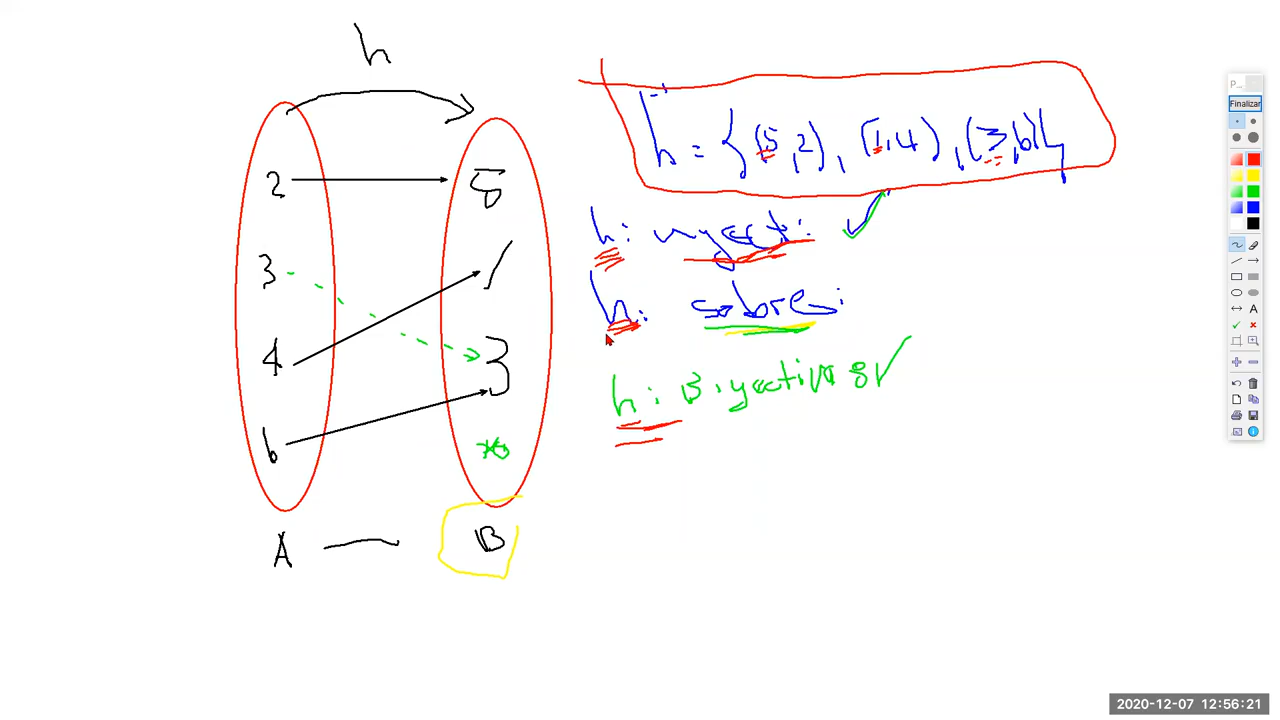 h
h⁻¹ = {(5,2), (1,4), (3,6)}
2 5
h: inyect:
3 1
h: sobre:
4 3
h: Biyectiva
6
A — B
P...
Finalizar
A
2020-12-07 12:56:21